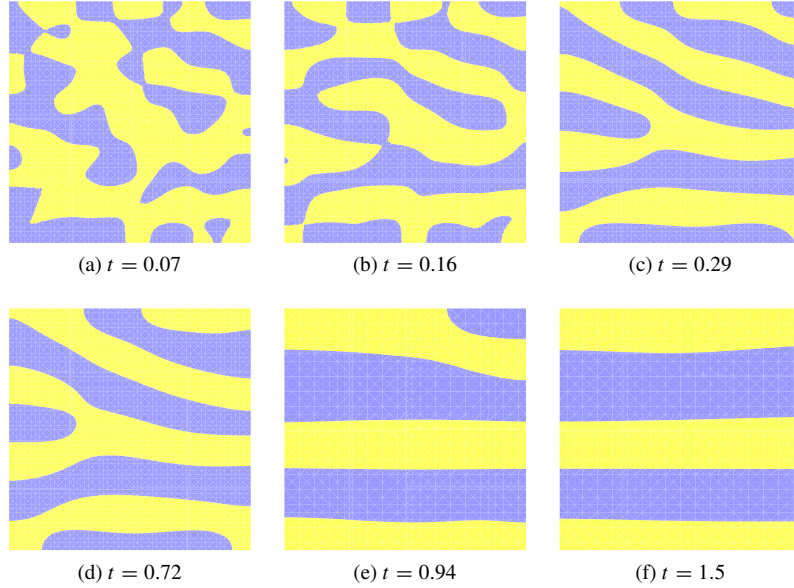 (a) t = 0.07
(b) t = 0.16
(c) t = 0.29
(d) t = 0.72
(e) t = 0.94
(f) t = 1.5